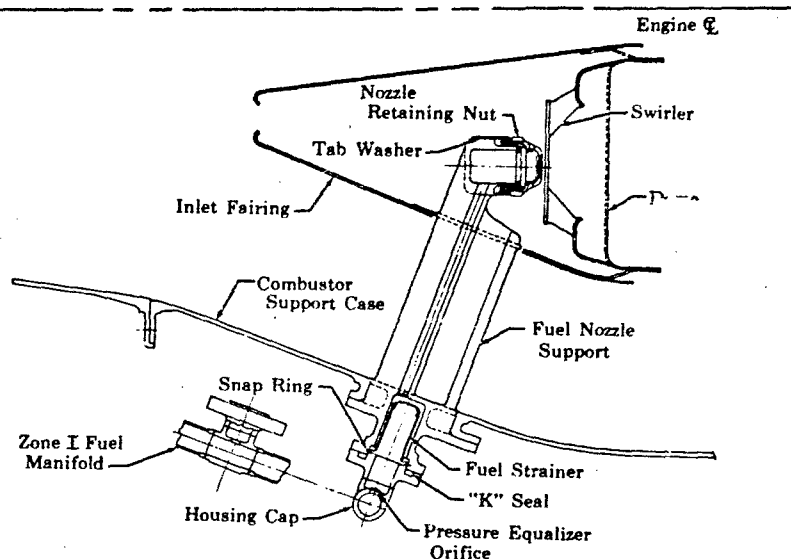 Engine ℄
Nozzle
Retaining Nut
Swirler
Tab Washer
Inlet Fairing
Combustor
Support Case
Fuel Nozzle
Support
Snap Ring
Zone I Fuel
Manifold
Fuel Strainer
"K" Seal
Housing Cap
Pressure Equalizer
Orifice